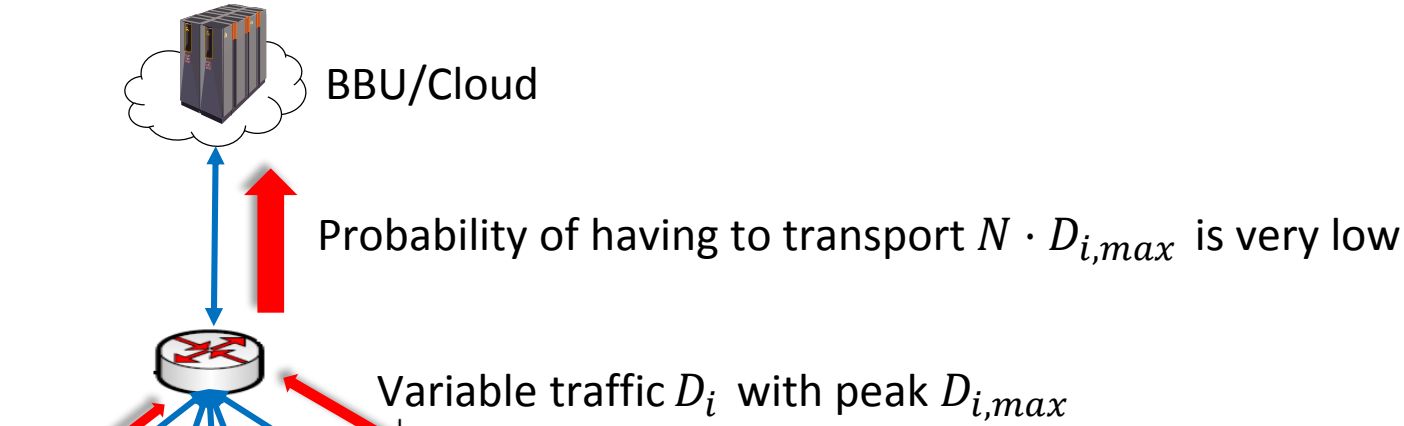 BBU/Cloud
Probability of having to transport $N \cdot D_{i,max}$ is very low
Variable traffic $D_i$ with peak $D_{i,max}$